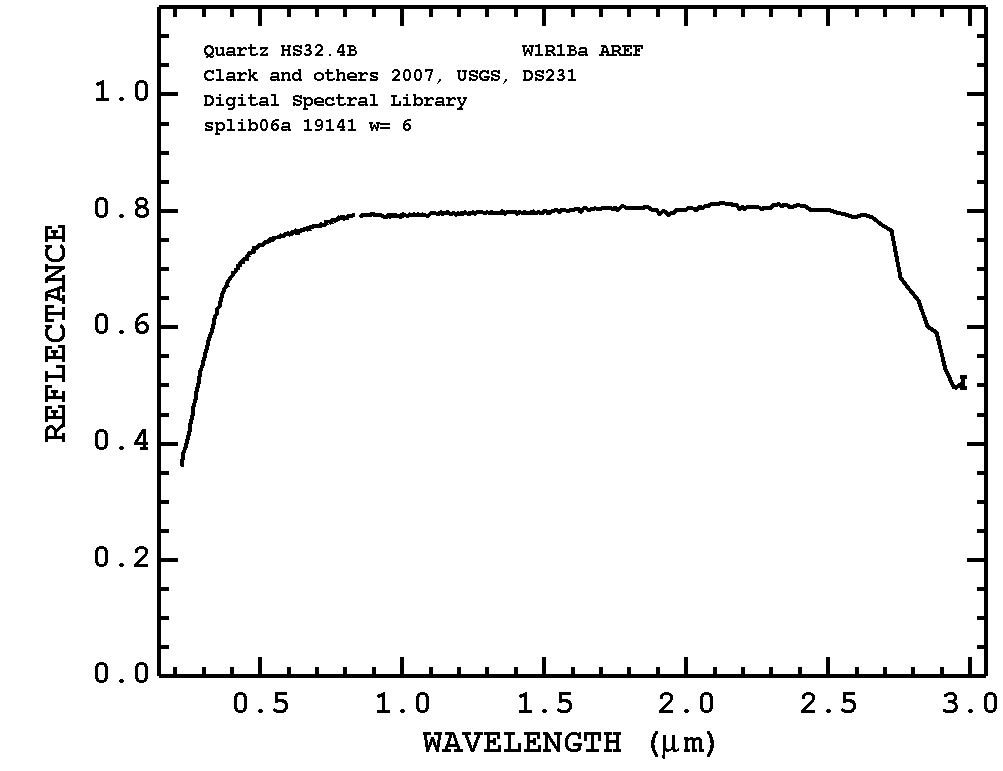 Quartz HS32.4B W1R1Ba AREF
Clark and others 2007, USGS, DS231
Digital Spectral Library
splib06a 19141 w= 6
1.0
0.8
0.6
0.4
0.2
0.0
REFLECTANCE
0.5 1.0 1.5 2.0 2.5 3.0
WAVELENGTH (μm)